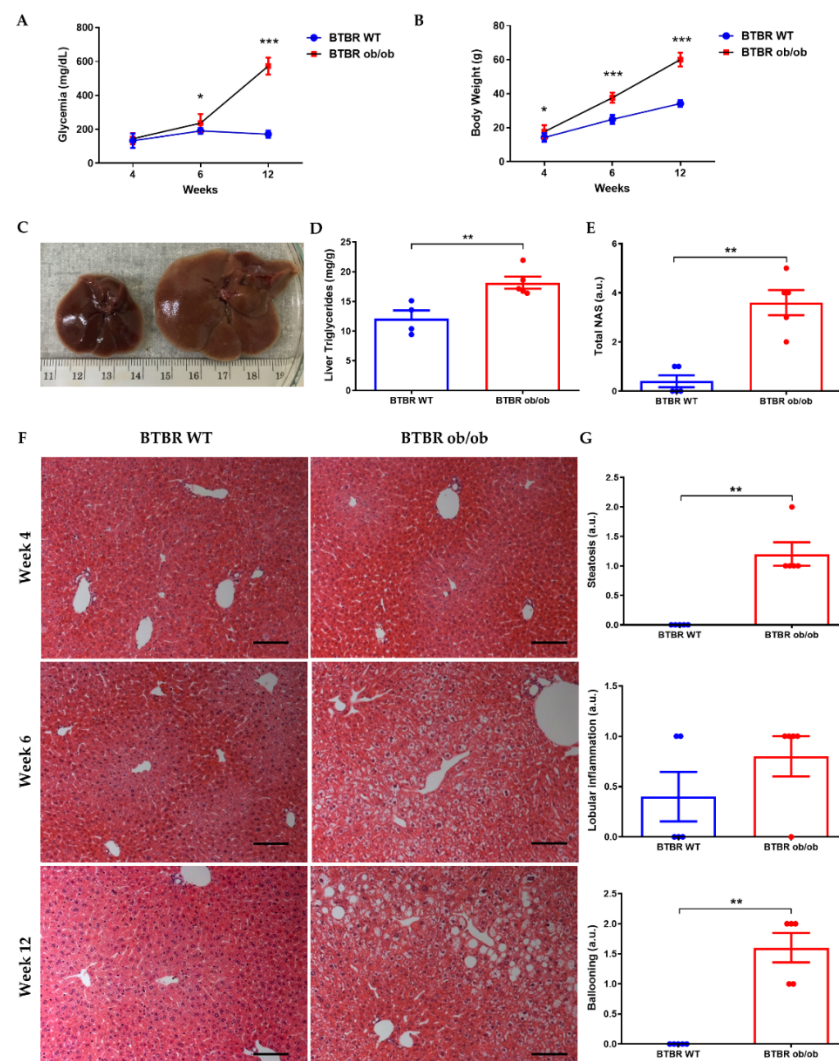 A
BTBR WT
BTBR ob/ob
***
*
Glycemia (mg/dL)
800
600
400
200
0
4
6
12
Weeks
B
BTBR WT
BTBR ob/ob
***
***
*
Body Weight (g)
80
60
40
20
0
4
6
12
Weeks
C
11 12 13 14 15 16 17 18 19
D
**
Liver Triglycerides (mg/g)
25
20
15
10
5
0
BTBR WT
BTBR ob/ob
E
**
Total NAS (a.u.)
6
4
2
0
BTBR WT
BTBR ob/ob
F
BTBR WT
BTBR ob/ob
Week 4
Week 6
Week 12
G
**
Steatosis (a.u.)
2.5
2.0
1.5
1.0
0.5
0.0
BTBR WT
BTBR ob/ob
Lobular inflammation (a.u.)
2.0
1.5
1.0
0.5
0.0
BTBR WT
BTBR ob/ob
**
Ballooning (a.u.)
2.5
2.0
1.5
1.0
0.5
0.0
BTBR WT
BTBR ob/ob